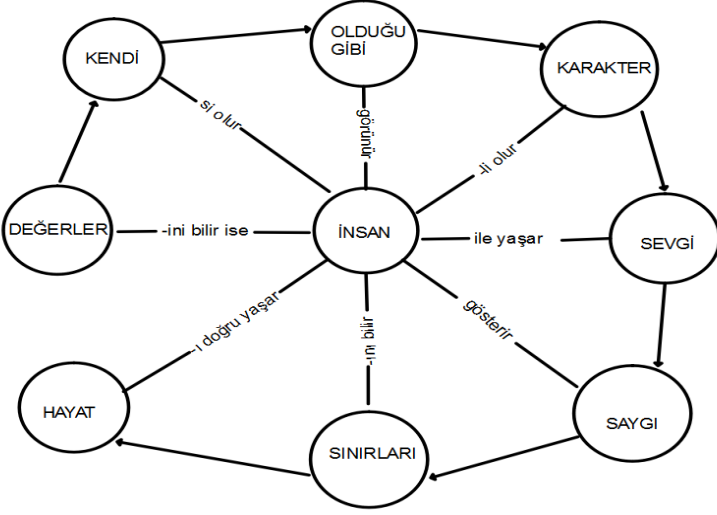 OLDUĞU
GİBİ
KENDİ
KARAKTER
si olur
görünür
-li olur
DEĞERLER
-ini bilir ise
İNSAN
ile yaşar
SEVGİ
-ı doğru yaşar
-ını bilir
gösterir
HAYAT
SINIRLARI
SAYGI